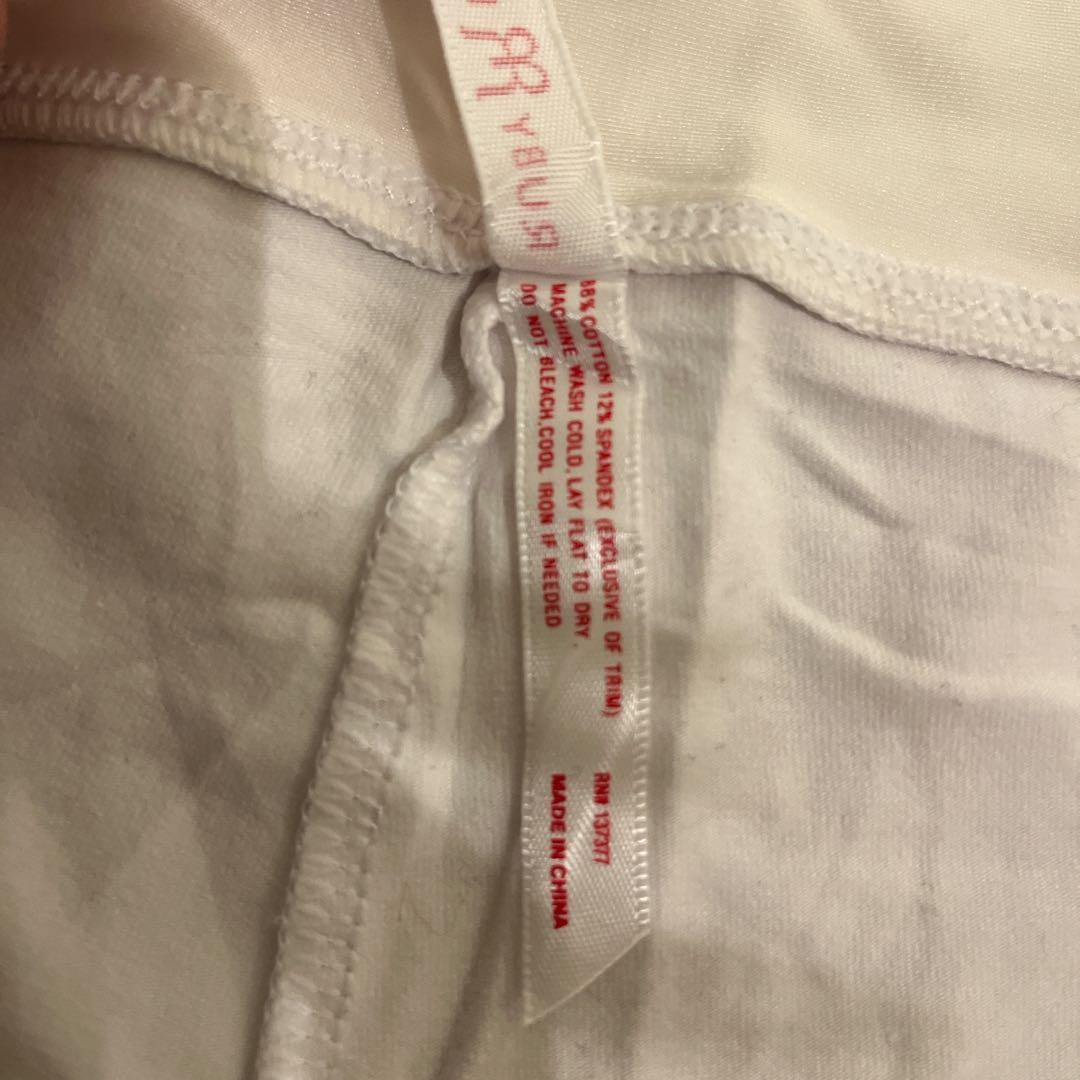 88% COTTON 12% SPANDEX (EXCLUSIVE OF TRIM)
MACHINE WASH COLD, LAY FLAT TO DRY.
DO NOT BLEACH, COOL IRON IF NEEDED
RN# 137377
MADE IN CHINA